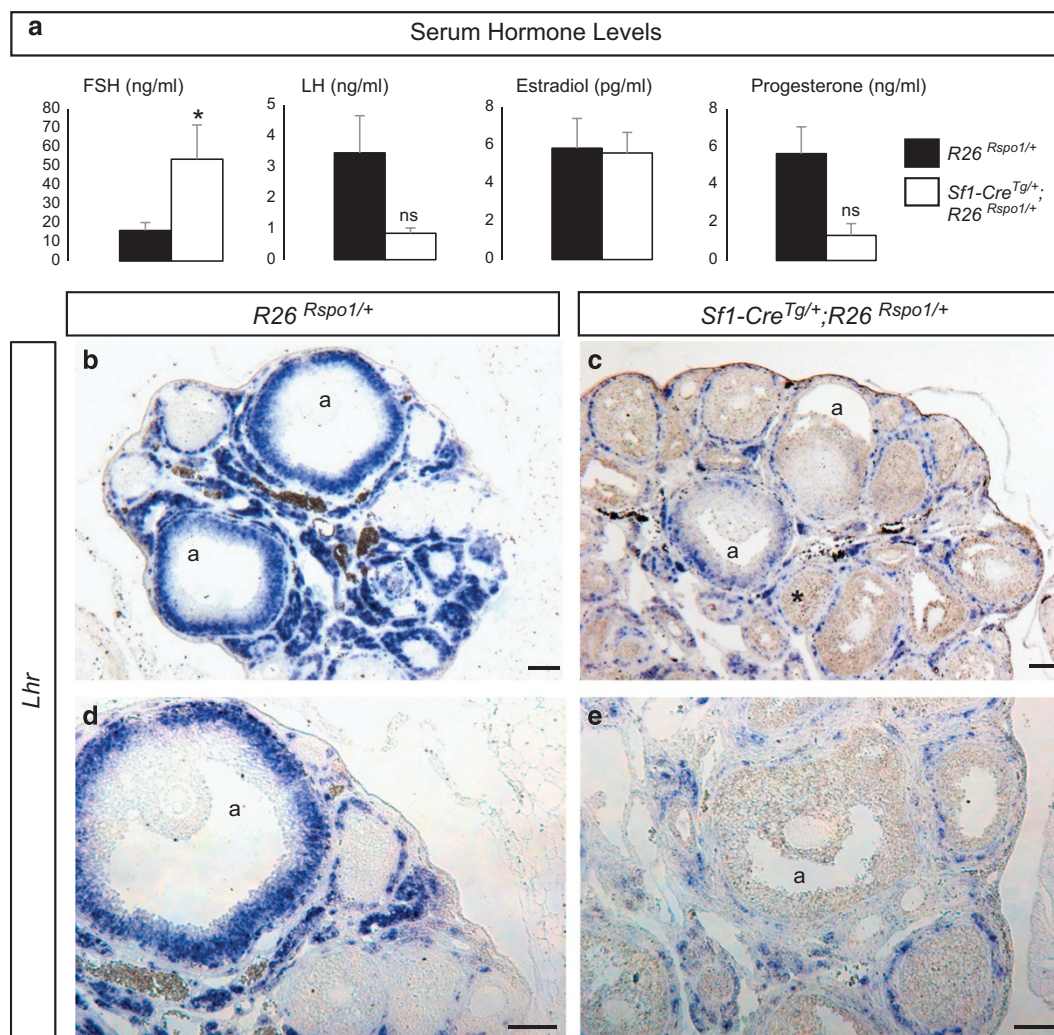 a
Serum Hormone Levels
FSH (ng/ml)
80
70
60
50
40
30
20
10
0
*
LH (ng/ml)
5
4
3
2
1
0
ns
Estradiol (pg/ml)
8
6
4
2
0
Progesterone (ng/ml)
8
6
4
2
0
ns
R26 Rspo1/+
Sf1-CreTg/+;
R26 Rspo1/+
R26 Rspo1/+
Sf1-CreTg/+;R26 Rspo1/+
Lhr
b
a
a
c
a
a
*
d
a
e
a